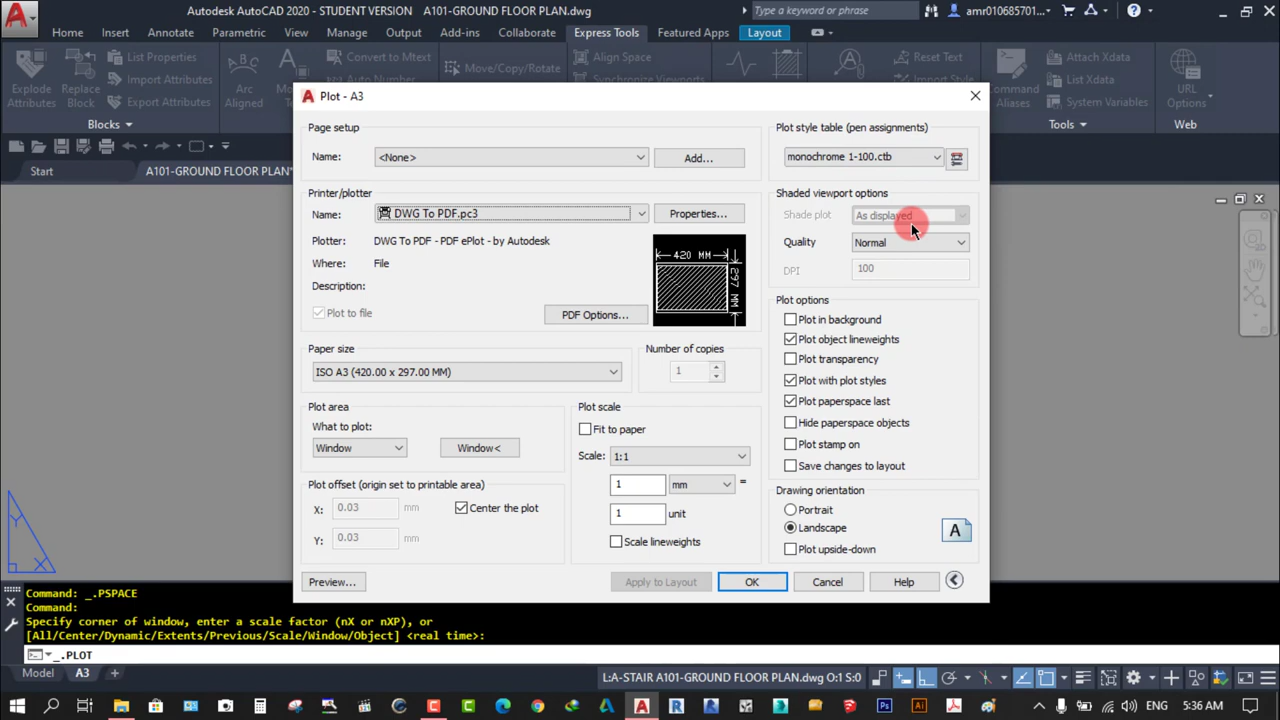 Autodesk AutoCAD 2020 - STUDENT VERSION A101-GROUND FLOOR PLAN.dwg
Type a keyword or phrase
amr010685701...
Home Insert Annotate Parametric View Manage Output Add-ins Collaborate Express Tools Featured Apps Layout
Explode Attributes
Replace Block
List Properties
Import Attributes
Export Attributes
Blocks
Arc Aligned
Convert to Mtext
Auto Number
Move/Copy/Rotate
Align Space
Synchronize Viewports
Reset Text
Import Style
Command Aliases
Attach Xdata
List Xdata
System Variables
Tools
URL Options
Web
Start
A101-GROUND FLOOR PLAN*
Plot - A3
Page setup
Name: <None> Add...
Printer/plotter
Name: DWG To PDF.pc3 Properties...
Plotter: DWG To PDF - PDF ePlot - by Autodesk
Where: File
Description:
Plot to file
PDF Options...
420 MM
297 MM
Paper size
ISO A3 (420.00 x 297.00 MM)
Number of copies
1
Plot area
What to plot:
Window Window<
Plot offset (origin set to printable area)
X: 0.03 mm
Center the plot
Y: 0.03 mm
Plot scale
Fit to paper
Scale: 1:1
1 mm =
1 unit
Scale lineweights
Plot style table (pen assignments)
monochrome 1-100.ctb
Shaded viewport options
Shade plot As displayed
Quality Normal
DPI 100
Plot options
Plot in background
Plot object lineweights
Plot transparency
Plot with plot styles
Plot paperspace last
Hide paperspace objects
Plot stamp on
Save changes to layout
Drawing orientation
Portrait
Landscape
Plot upside-down
A
Preview... Apply to Layout OK Cancel Help
Y
X
Command: _.PSPACE
Command:
Specify corner of window, enter a scale factor (nX or nXP), or
[All/Center/Dynamic/Extents/Previous/Scale/Window/Object] <real time>:
_.PLOT
Model A3 +
L:A-STAIR A101-GROUND FLOOR PLAN.dwg O:1 S:0
ENG 5:36 AM